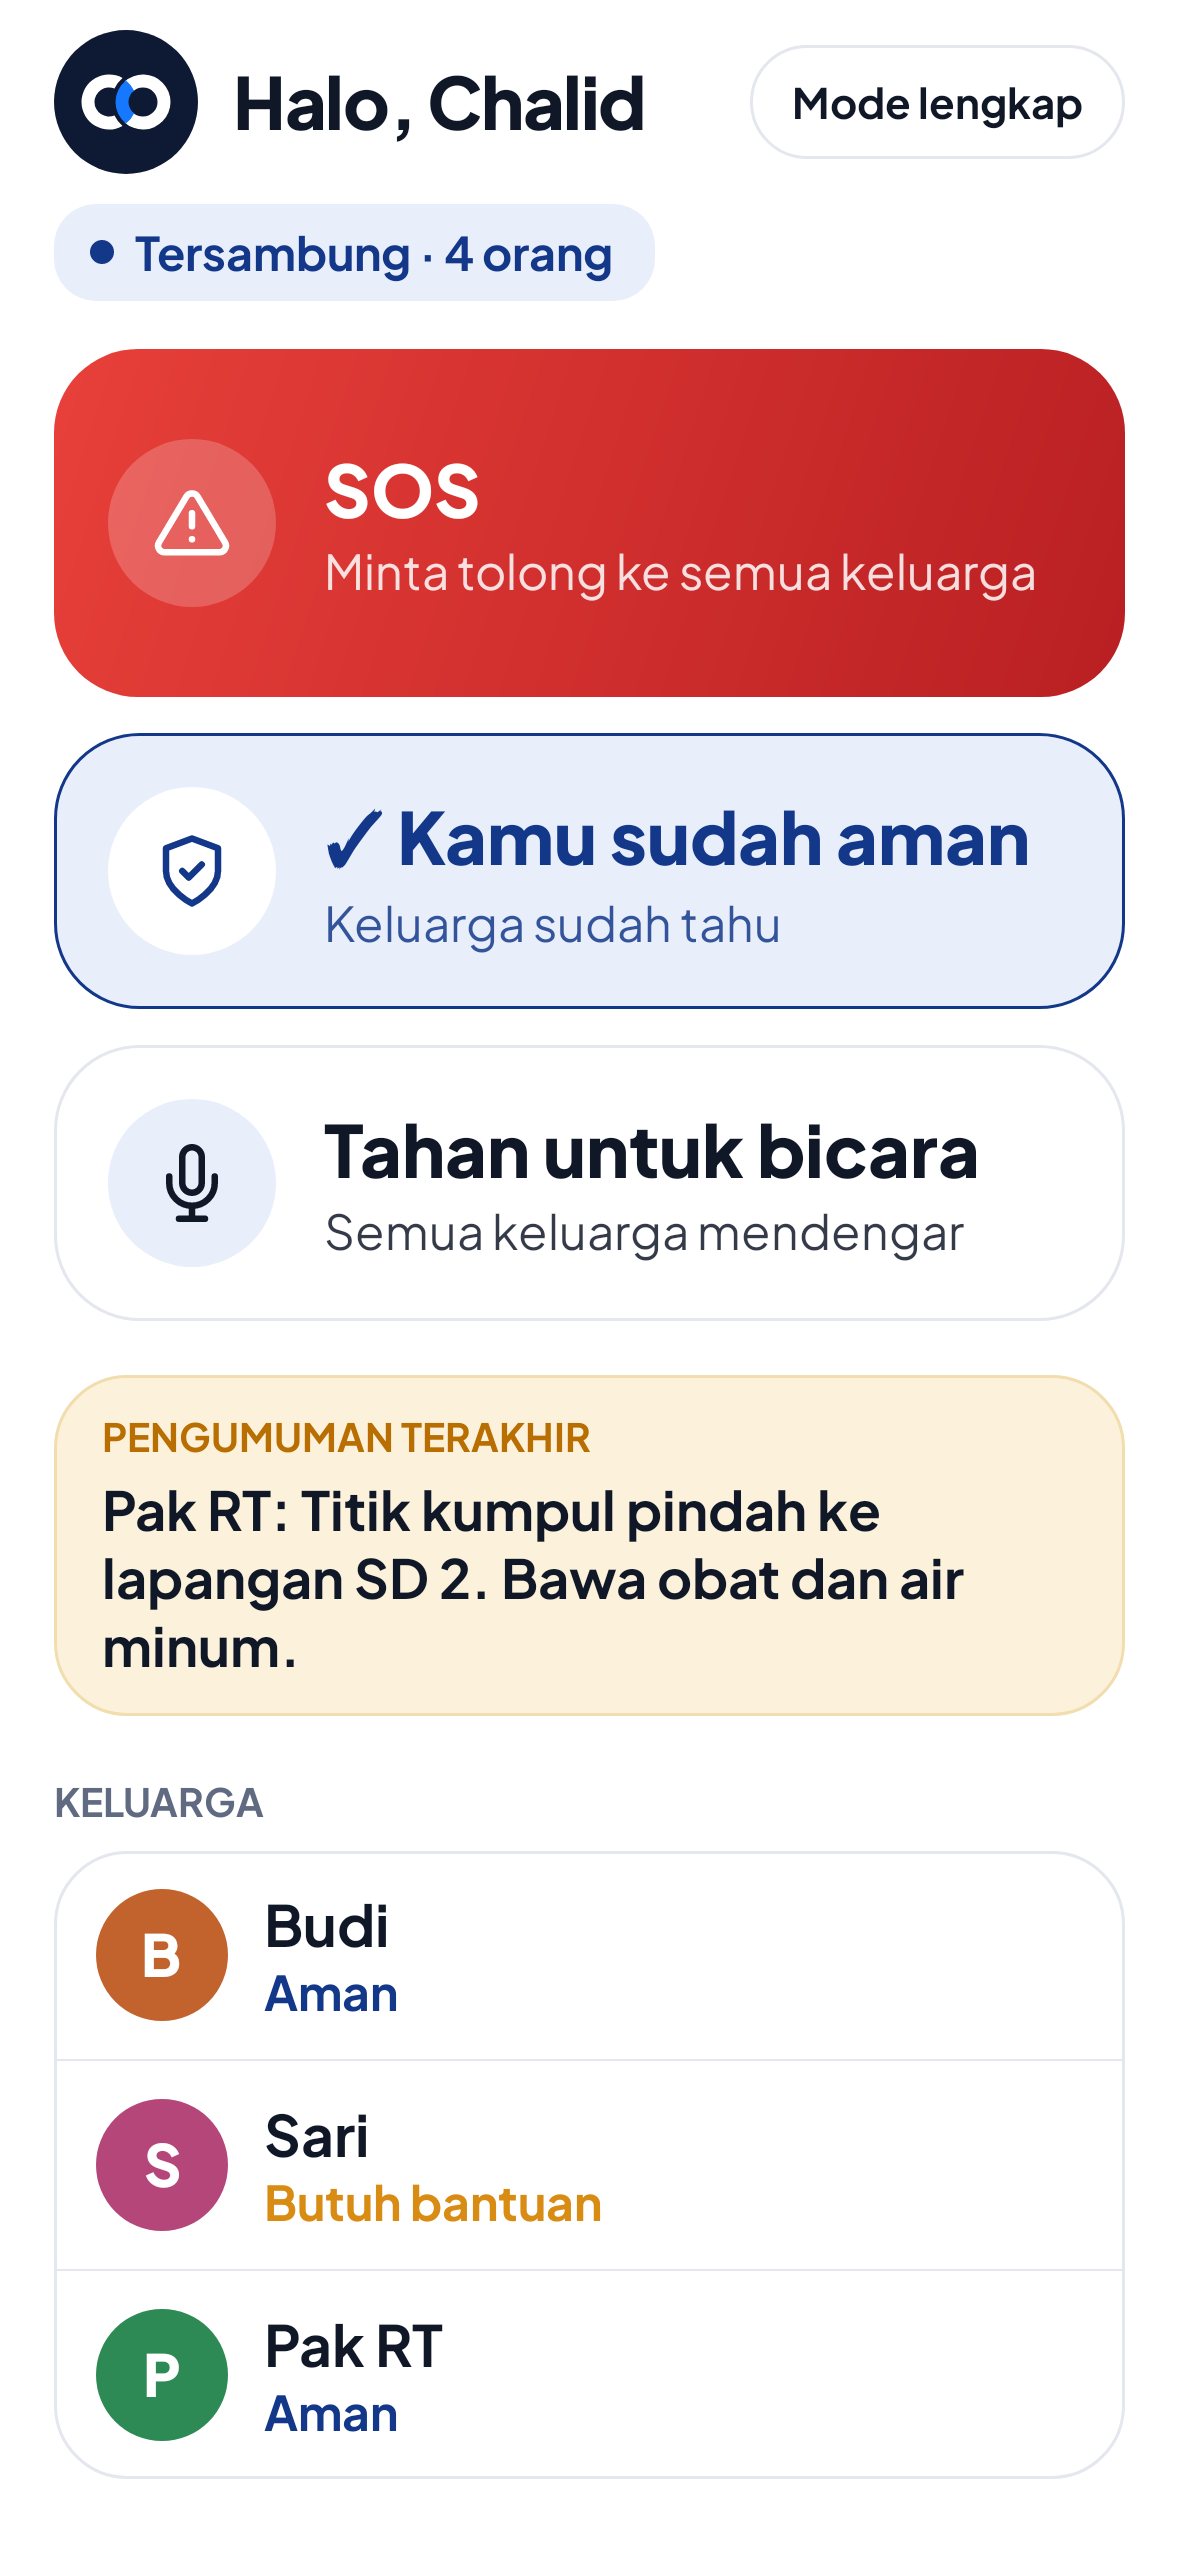 Halo, Chalid
Mode lengkap
Tersambung · 4 orang
SOS
Minta tolong ke semua keluarga
✓ Kamu sudah aman
Keluarga sudah tahu
Tahan untuk bicara
Semua keluarga mendengar
PENGUMUMAN TERAKHIR
Pak RT: Titik kumpul pindah ke
lapangan SD 2. Bawa obat dan air
minum.
KELUARGA
B
Budi
Aman
S
Sari
Butuh bantuan
P
Pak RT
Aman